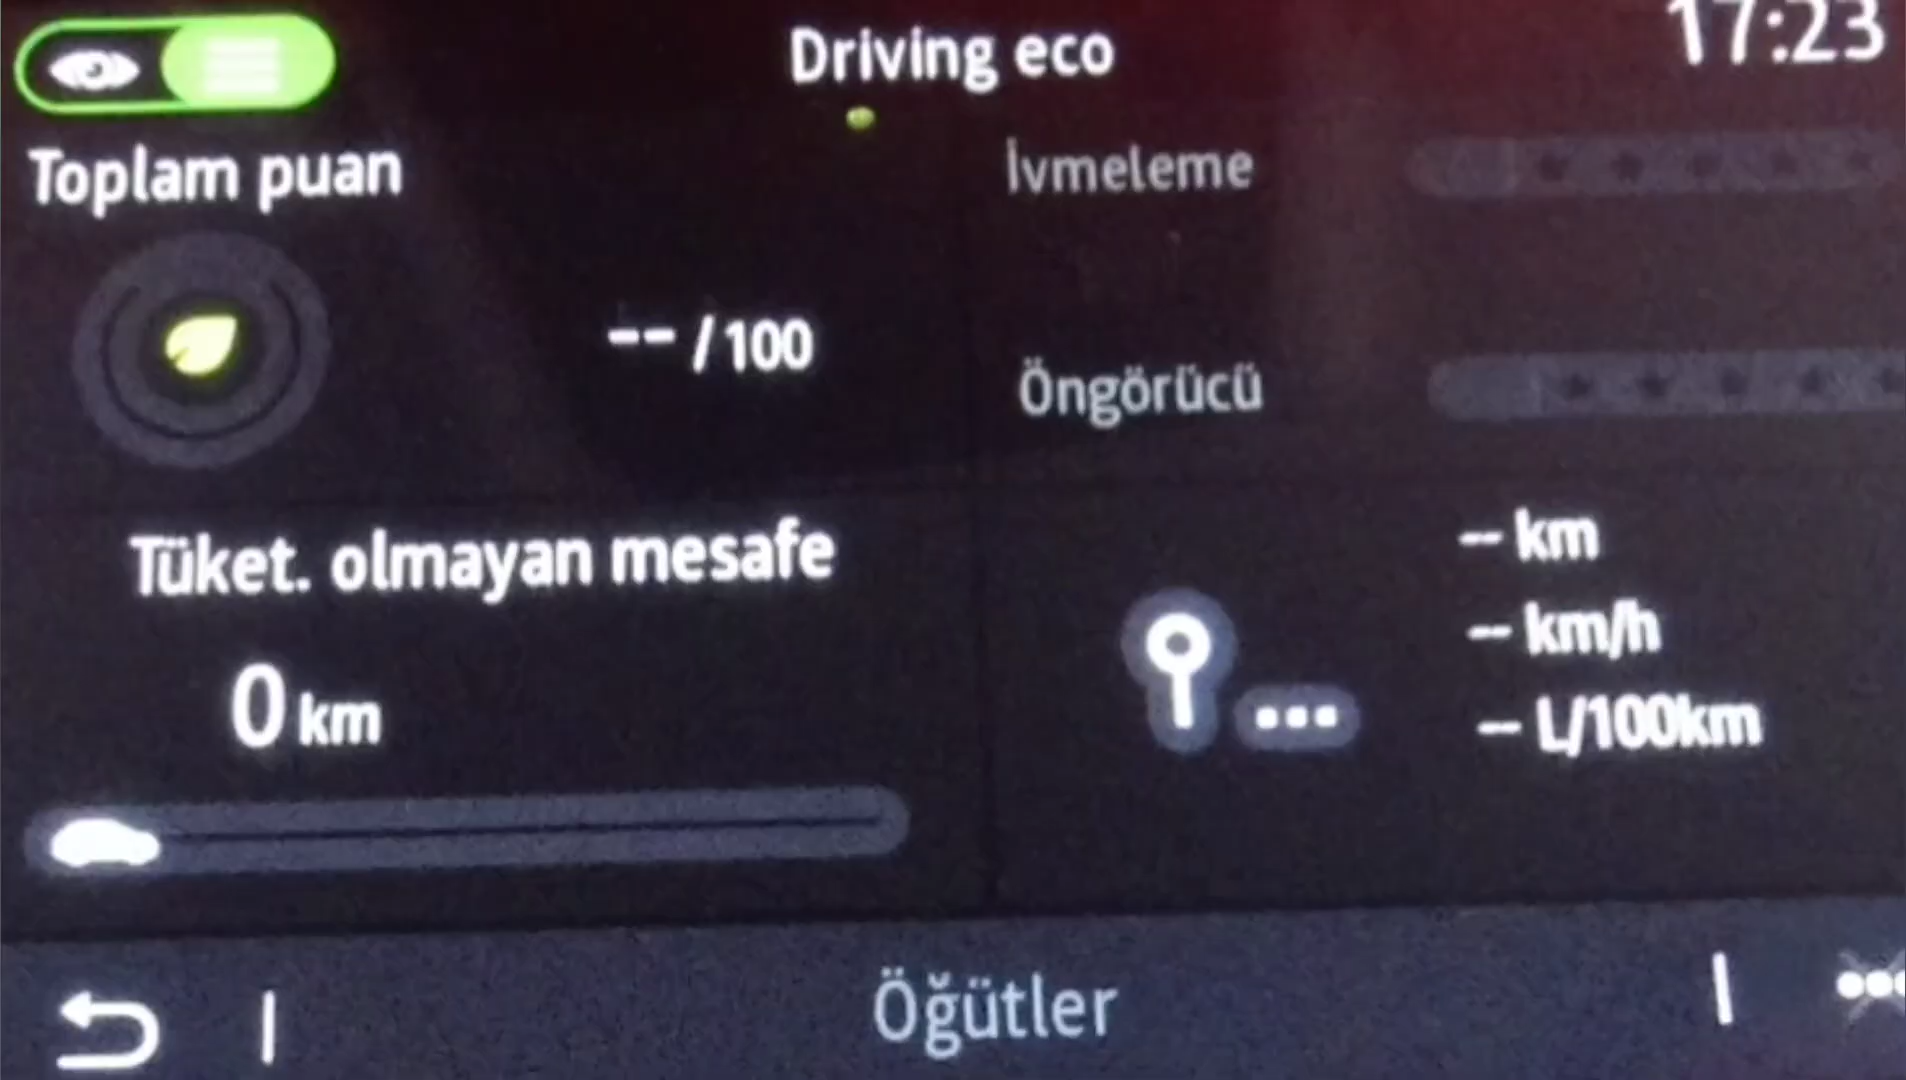 Driving eco
17:23
Toplam puan
-- /100
İvmeleme
Öngörücü
Tüket. olmayan mesafe
0 km
-- km
-- km/h
-- L/100km
Öğütler